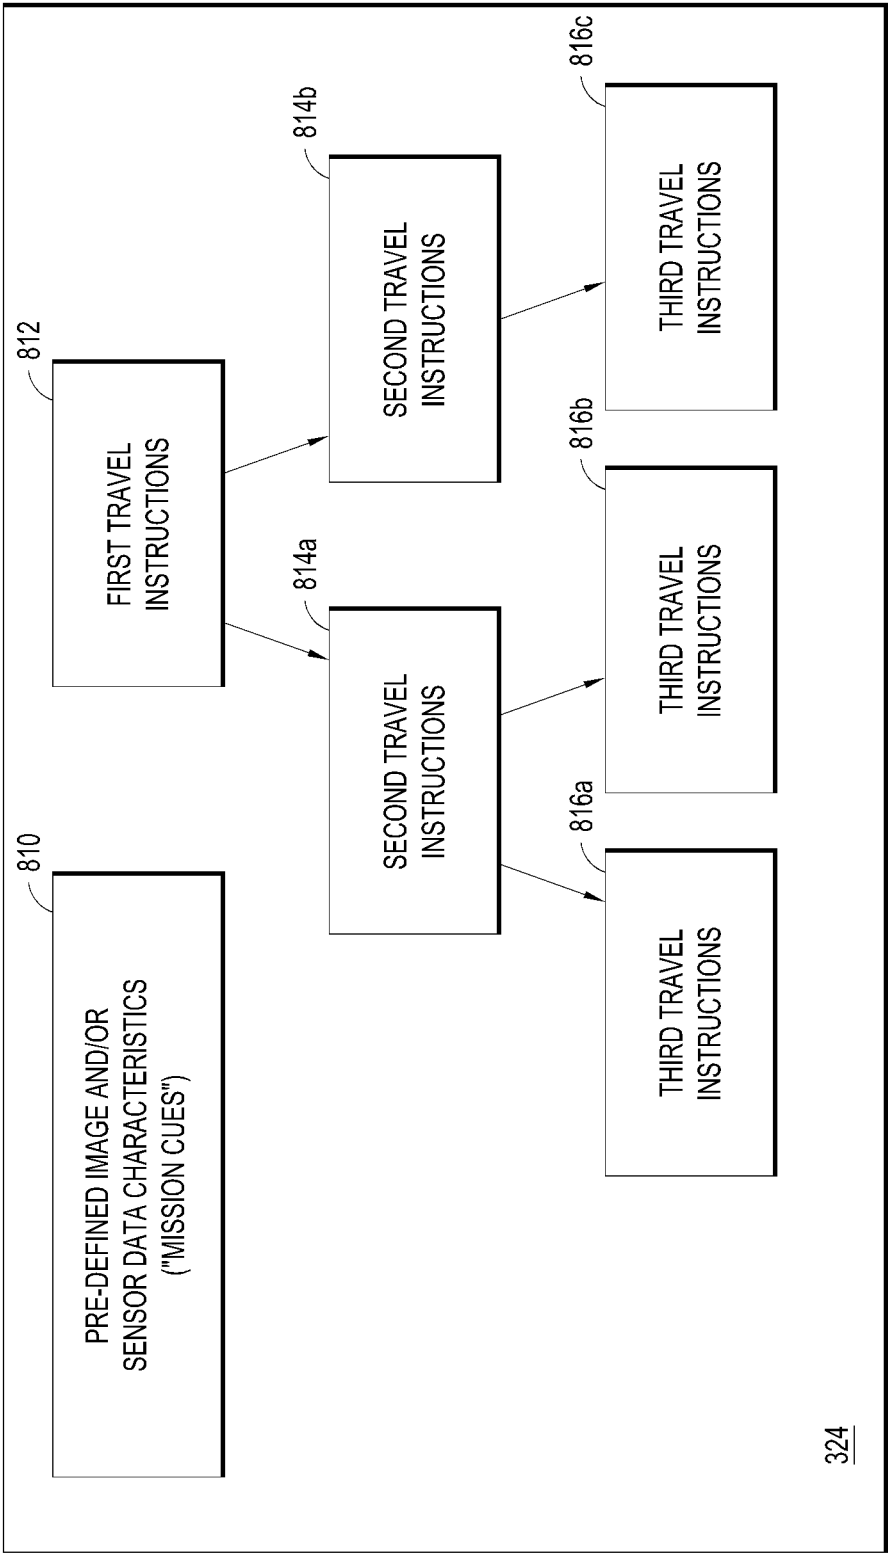 810
PRE-DEFINED IMAGE AND/OR
SENSOR DATA CHARACTERISTICS
("MISSION CUES")
812
FIRST TRAVEL
INSTRUCTIONS
814a
SECOND TRAVEL
INSTRUCTIONS
814b
SECOND TRAVEL
INSTRUCTIONS
816a
THIRD TRAVEL
INSTRUCTIONS
816b
THIRD TRAVEL
INSTRUCTIONS
816c
THIRD TRAVEL
INSTRUCTIONS
324